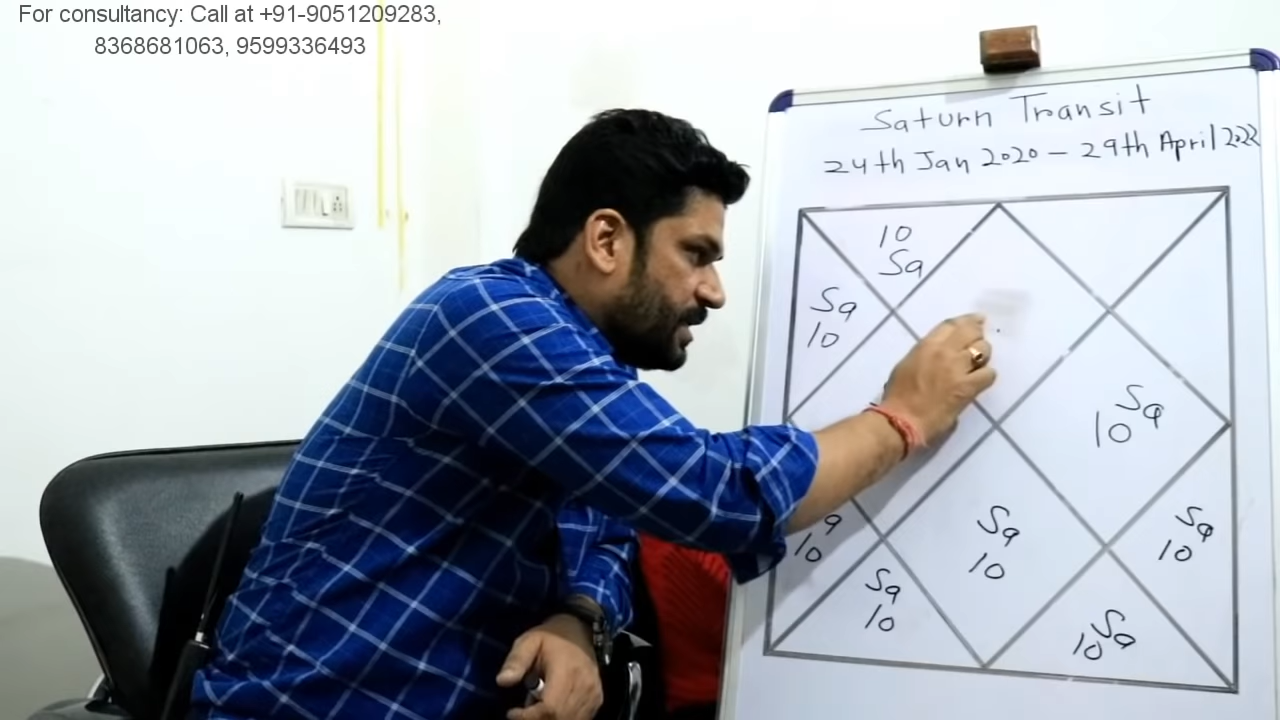 For consultancy: Call at +91-9051209283,
8368681063, 9599336493
Saturn Transit
24th Jan 2020 - 29th April 2022
10
Sa
Sa
10
Sa
10
Sa
10
Sa
10
a
10
Sa
10
Sa
10